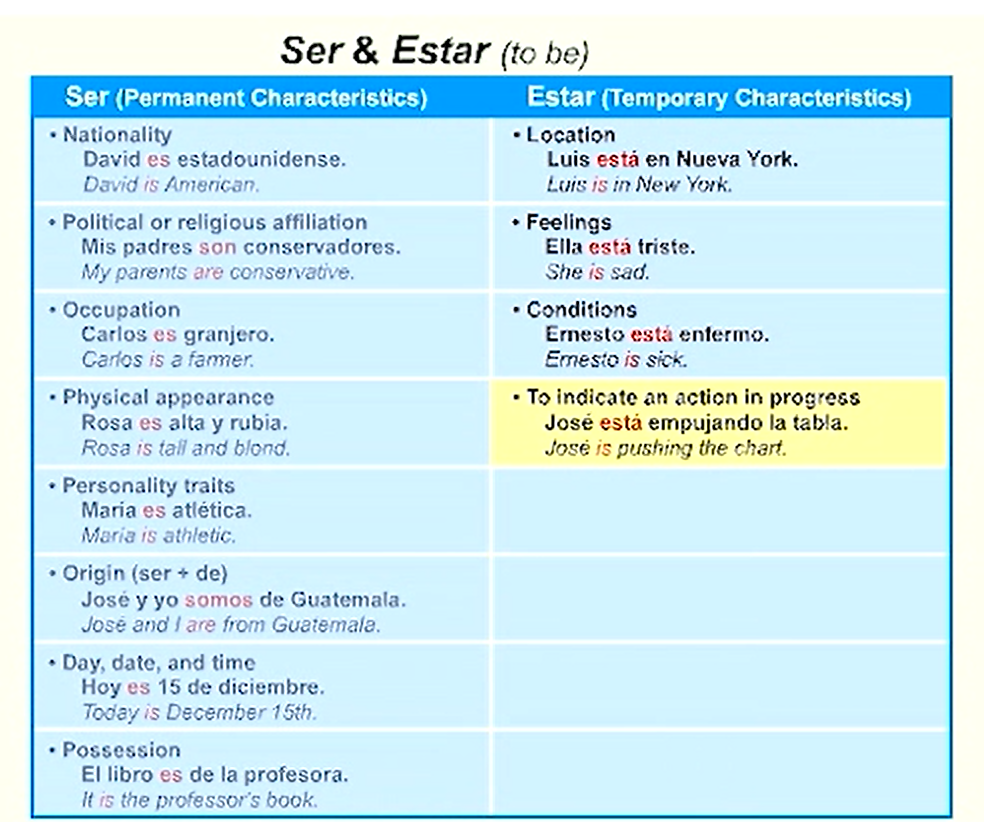 Ser & Estar (to be)
Ser (Permanent Characteristics)
• Nationality
David es estadounidense.
David is American.
• Political or religious affiliation
Mis padres son conservadores.
My parents are conservative.
• Occupation
Carlos es granjero.
Carlos is a farmer.
• Physical appearance
Rosa es alta y rubia.
Rosa is tall and blond.
• Personality traits
María es atlética.
María is athletic.
• Origin (ser + de)
José y yo somos de Guatemala.
José and I are from Guatemala.
• Day, date, and time
Hoy es 15 de diciembre.
Today is December 15th.
• Possession
El libro es de la profesora.
It is the professor's book.
Estar (Temporary Characteristics)
• Location
Luis está en Nueva York.
Luis is in New York.
• Feelings
Ella está triste.
She is sad.
• Conditions
Ernesto está enfermo.
Ernesto is sick.
• To indicate an action in progress
José está empujando la tabla.
José is pushing the chart.